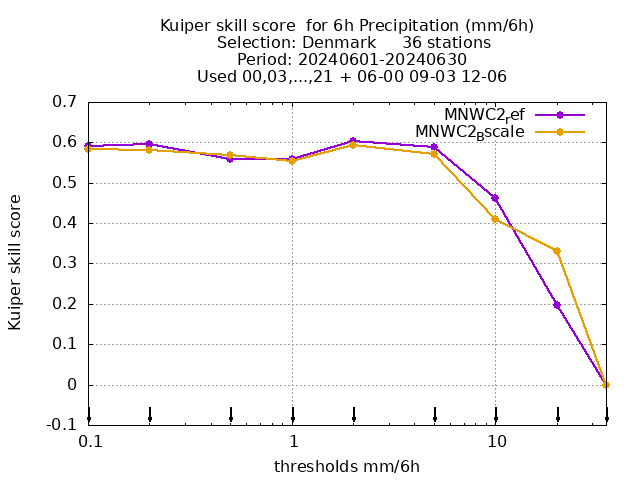 Kuiper skill score  for 6h Precipitation (mm/6h)
Selection: Denmark     36 stations
Period: 20240601-20240630
Used 00,03,...,21 + 06-00 09-03 12-06
MNWC2_ref
MNWC2_Bscale
0.7
0.6
0.5
0.4
0.3
0.2
0.1
0
-0.1
Kuiper skill score
0.1 1 10
thresholds mm/6h